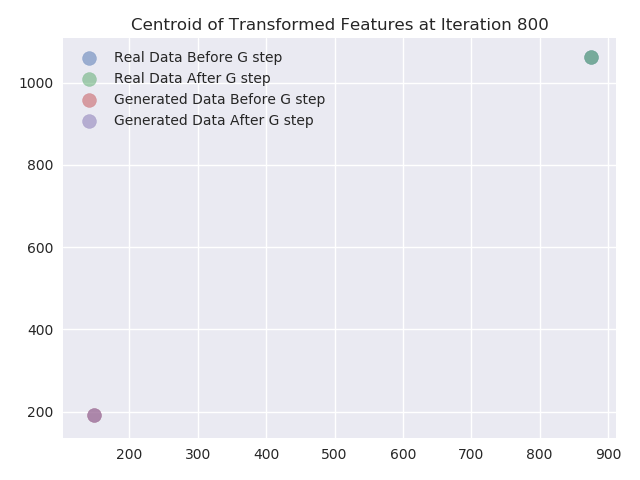 Centroid of Transformed Features at Iteration 800
Real Data Before G step
Real Data After G step
Generated Data Before G step
Generated Data After G step
1000
800
600
400
200
200 300 400 500 600 700 800 900